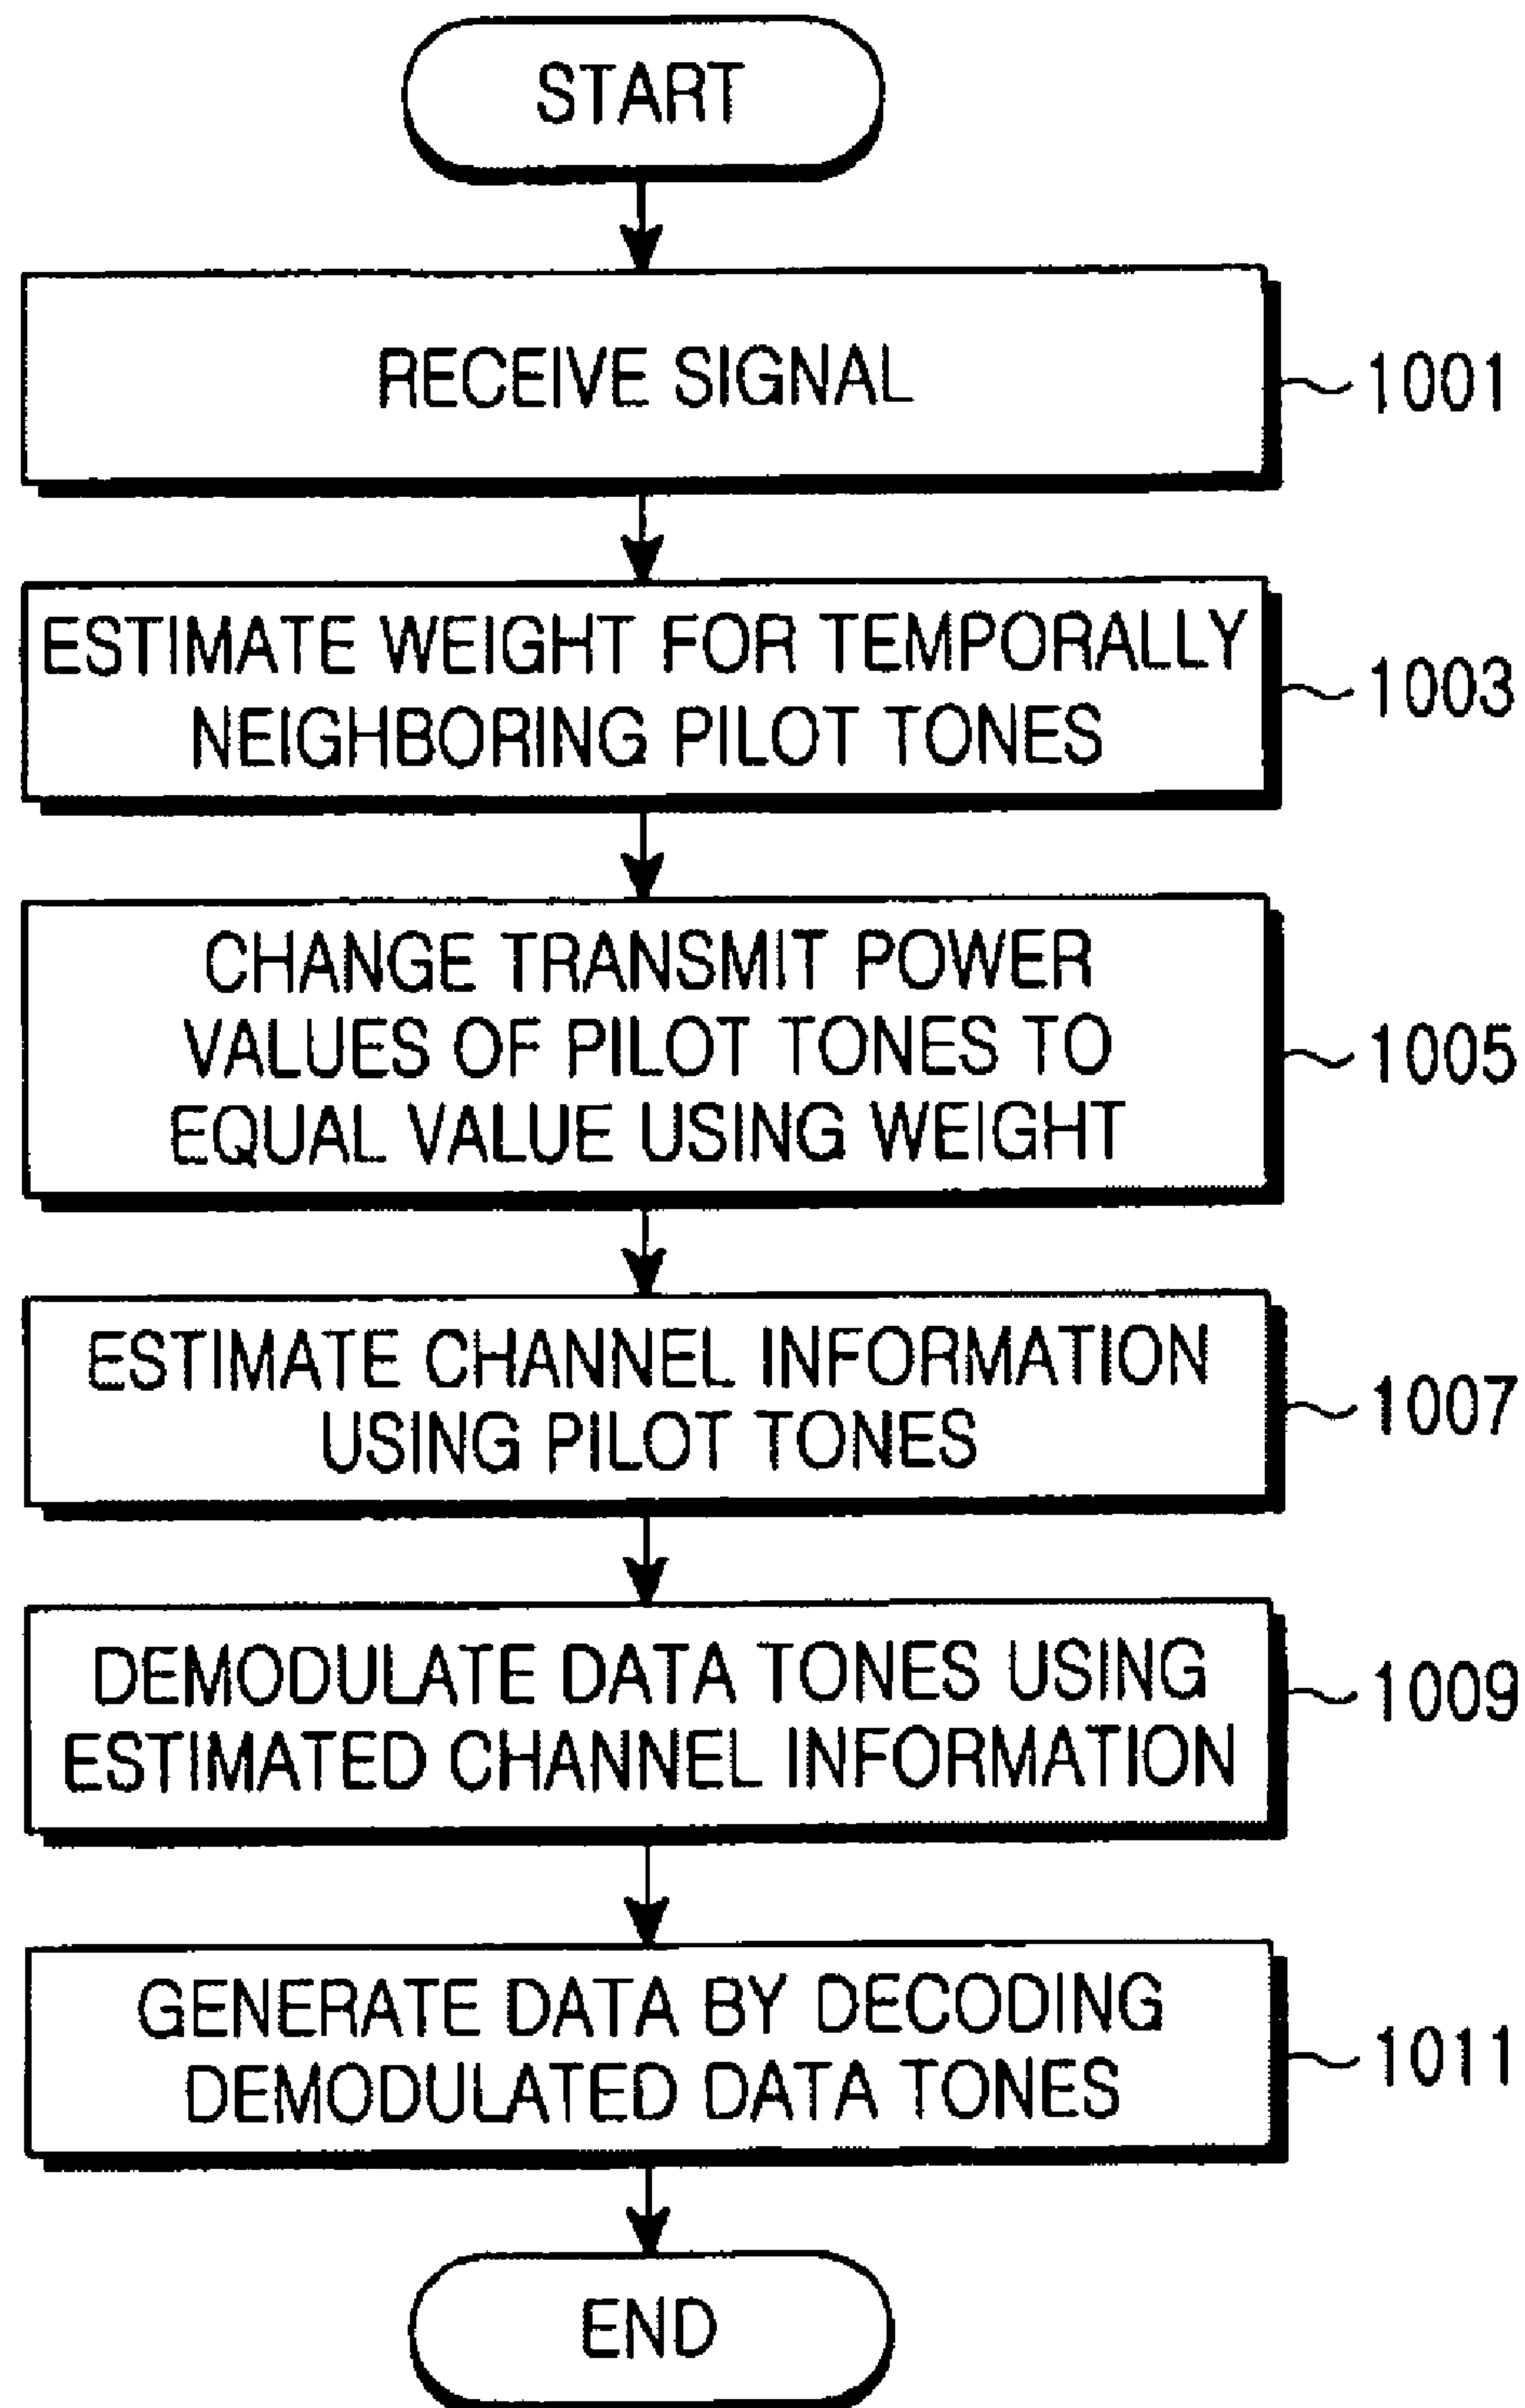 START
RECEIVE SIGNAL
1001
ESTIMATE WEIGHT FOR TEMPORALLY
NEIGHBORING PILOT TONES
1003
CHANGE TRANSMIT POWER
VALUES OF PILOT TONES TO
EQUAL VALUE USING WEIGHT
1005
ESTIMATE CHANNEL INFORMATION
USING PILOT TONES
1007
DEMODULATE DATA TONES USING
ESTIMATED CHANNEL INFORMATION
1009
GENERATE DATA BY DECODING
DEMODULATED DATA TONES
1011
END